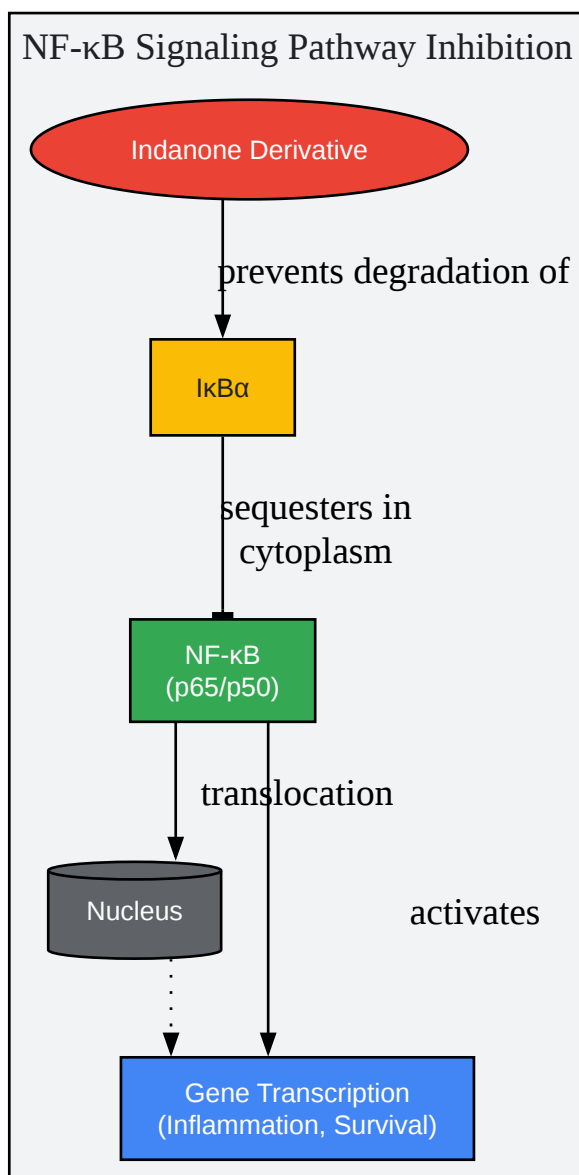 NF-κB Signaling Pathway Inhibition
Indanone Derivative
prevents degradation of
IκBα
sequesters in
cytoplasm
NF-κB
(p65/p50)
translocation
Nucleus
activates
Gene Transcription
(Inflammation, Survival)